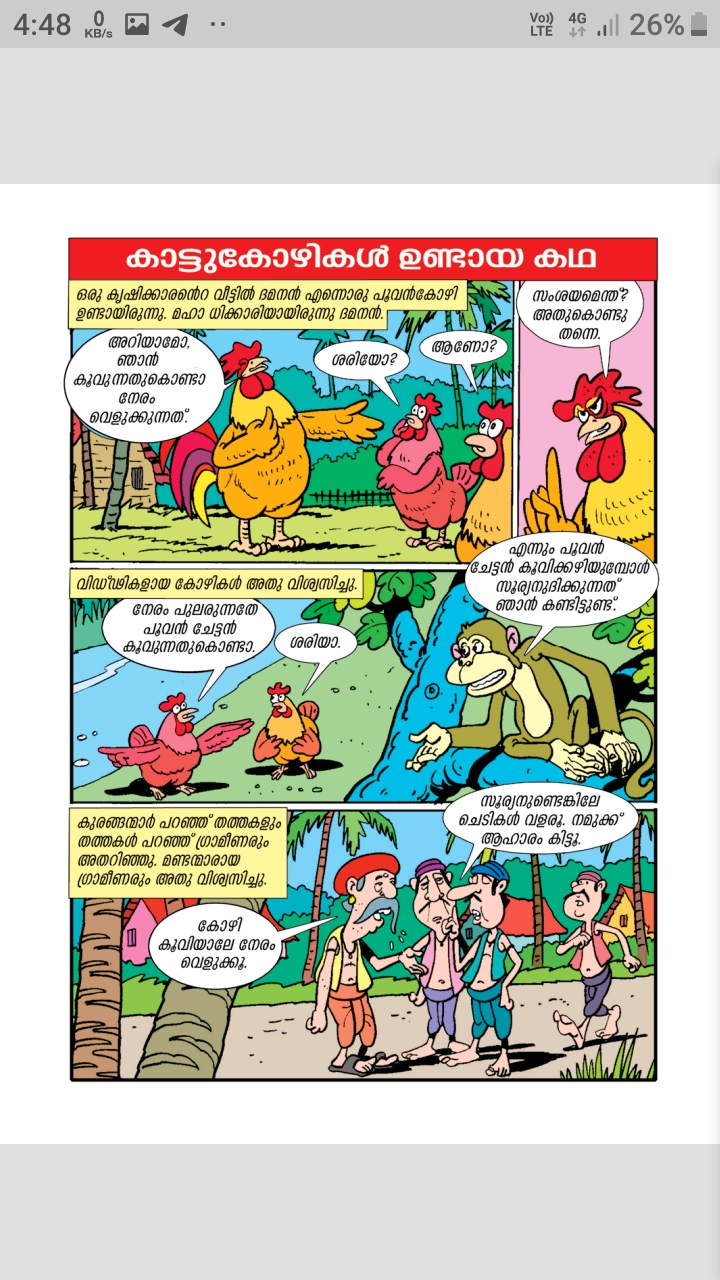 4:48
0
KB/s
Vo))
LTE
4G
26%
കാട്ടുകോഴികൾ ഉണ്ടായ കഥ
ഒരു കൃഷിക്കാരന്റെ വീട്ടിൽ ദമനൻ എന്നൊരു പൂവൻകോഴി
ഉണ്ടായിരുന്നു. മഹാ ധിക്കാരിയായിരുന്നു ദമനൻ.
അറിയാമോ,
ഞാൻ
കൂവുന്നതുകൊണ്ടാ
നേരം
വെളുക്കുന്നത്.
ശരിയോ?
ആണോ?
സംശയമെന്ത്?
അതുകൊണ്ടു
തന്നെ.
വിഡ്ഢികളായ കോഴികൾ അതു വിശ്വസിച്ചു.
നേരം പുലരുന്നതേ
പൂവൻ ചേട്ടൻ
കൂവുന്നതുകൊണ്ടാ.
ശരിയാ.
എന്നും പൂവൻ
ചേട്ടൻ കൂവിക്കഴിയുമ്പോൾ
സൂര്യനുദിക്കുന്നത്
ഞാൻ കണ്ടിട്ടുണ്ട്.
കുരങ്ങന്മാർ പറഞ്ഞ് തത്തകളും
തത്തകൾ പറഞ്ഞ് ഗ്രാമീണരും
അതറിഞ്ഞു. മണ്ടന്മാരായ
ഗ്രാമീണരും അതു വിശ്വസിച്ചു.
കോഴി
കൂവിയാലേ നേരം
വെളുക്കൂ.
സൂര്യനുണ്ടെങ്കിലേ
ചെടികൾ വളരൂ. നമുക്ക്
ആഹാരം കിട്ടൂ.